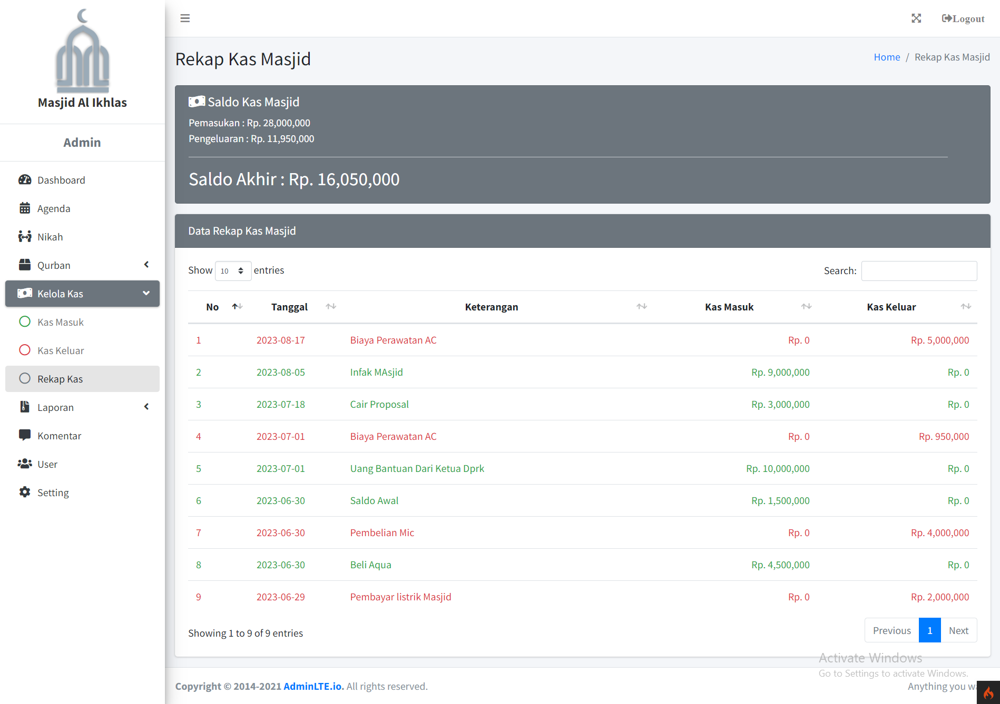 Masjid Al Ikhlas
Admin
Dashboard
Agenda
Nikah
Qurban
Kelola Kas
Kas Masuk
Kas Keluar
Rekap Kas
Laporan
Komentar
User
Setting
Logout
Rekap Kas Masjid
Home / Rekap Kas Masjid
Saldo Kas Masjid
Pemasukan : Rp. 28,000,000
Pengeluaran : Rp. 11,950,000
Saldo Akhir : Rp. 16,050,000
Data Rekap Kas Masjid
Show 10 entries
Search:
No Tanggal Keterangan Kas Masuk Kas Keluar
1 2023-08-17 Biaya Perawatan AC Rp. 0 Rp. 5,000,000
2 2023-08-05 Infak MAsjid Rp. 9,000,000 Rp. 0
3 2023-07-18 Cair Proposal Rp. 3,000,000 Rp. 0
4 2023-07-01 Biaya Perawatan AC Rp. 0 Rp. 950,000
5 2023-07-01 Uang Bantuan Dari Ketua Dprk Rp. 10,000,000 Rp. 0
6 2023-06-30 Saldo Awal Rp. 1,500,000 Rp. 0
7 2023-06-30 Pembelian Mic Rp. 0 Rp. 4,000,000
8 2023-06-30 Beli Aqua Rp. 4,500,000 Rp. 0
9 2023-06-29 Pembayar listrik Masjid Rp. 0 Rp. 2,000,000
Showing 1 to 9 of 9 entries
Previous 1 Next
Activate Windows
Go to Settings to activate Windows.
Copyright © 2014-2021 AdminLTE.io. All rights reserved.
Anything you